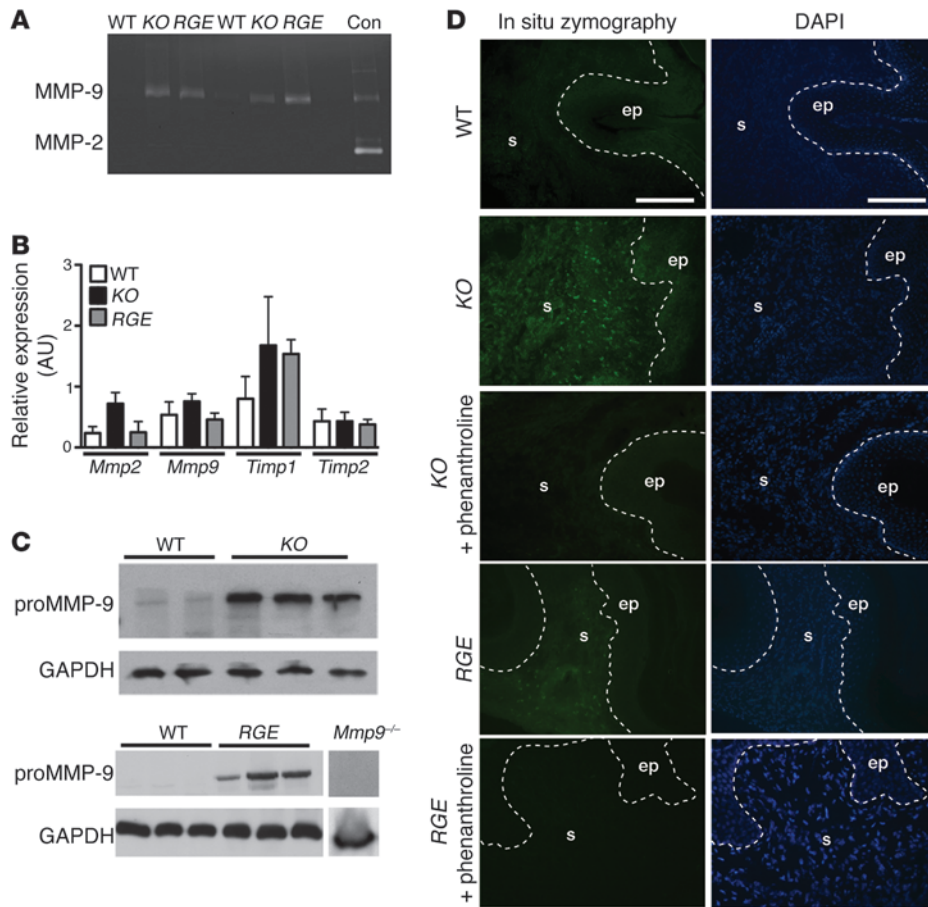 A
WT KO RGE WT KO RGE Con
MMP-9
MMP-2
B
Relative expression
(AU)
3
2
1
0
WT
KO
RGE
Mmp2 Mmp9 Timp1 Timp2
C
WT KO
proMMP-9
GAPDH
WT RGE Mmp9–/–
proMMP-9
GAPDH
D
In situ zymography DAPI
WT
s ep
s ep
KO
s ep
s ep
KO
+ phenanthroline
s ep
s ep
RGE
s ep
s ep
RGE
+ phenanthroline
s ep
s ep